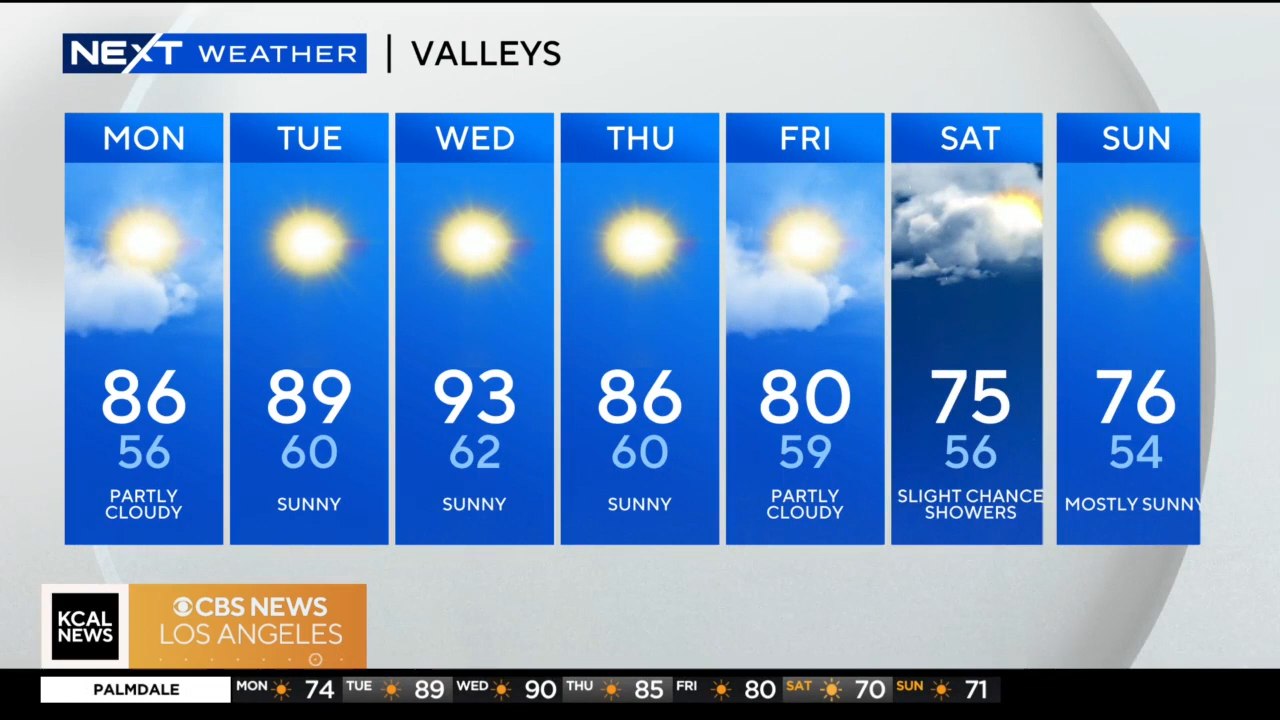 NEXT WEATHER | VALLEYS
MON
86
56
PARTLY
CLOUDY
TUE
89
60
SUNNY
WED
93
62
SUNNY
THU
86
60
SUNNY
FRI
80
59
PARTLY
CLOUDY
SAT
75
56
SLIGHT CHANCE
SHOWERS
SUN
76
54
MOSTLY SUNNY
KCAL
NEWS
CBS NEWS
LOS ANGELES
PALMDALE MON 74 TUE 89 WED 90 THU 85 FRI 80 SAT 70 SUN 71